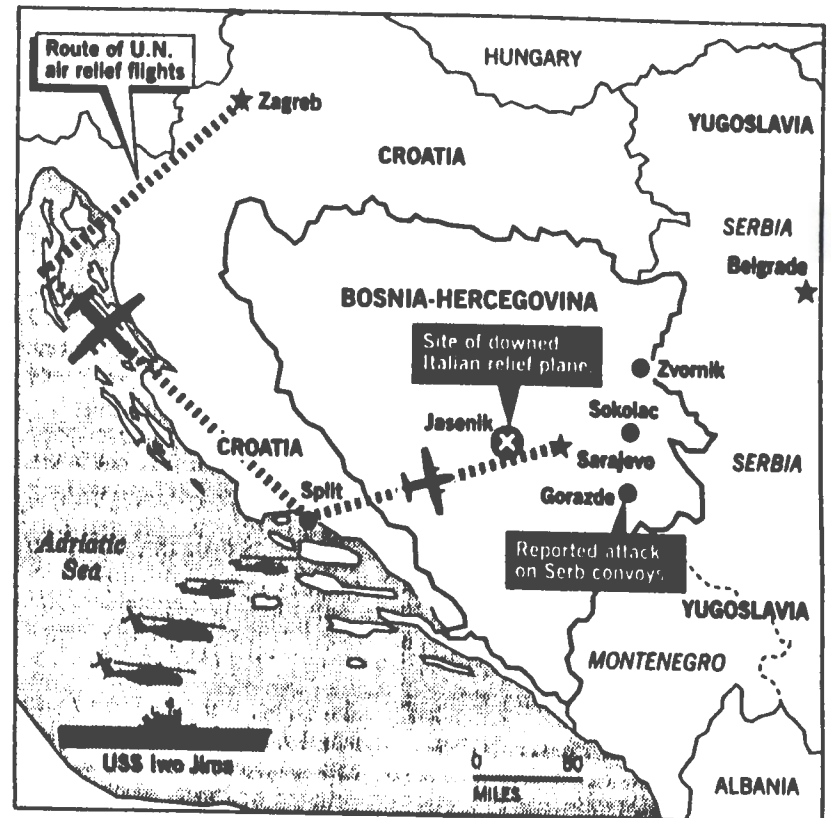 Route of U.N.
air relief flights
HUNGARY
Zagreb
YUGOSLAVIA
CROATIA
SERBIA
Belgrade
BOSNIA-HERCEGOVINA
Site of downed
Italian relief plane.
Zvornik
Jasenik
Sokolac
CROATIA
Sarajevo
SERBIA
Split
Gorazde
Adriatic
Sea
Reported attack
on Serb convoys
YUGOSLAVIA
MONTENEGRO
USS Iwo Jima
0 50
MILES
ALBANIA